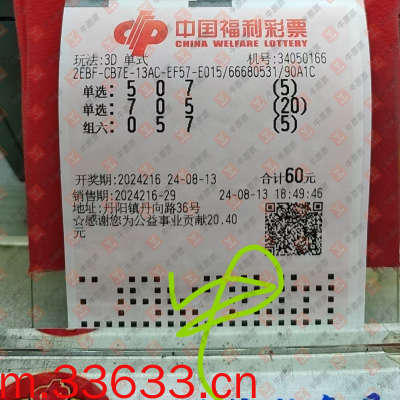 中国福利彩票
CHINA WELFARE LOTTERY
玩法:3D 单式 机号:34050166
2EBF-CB7E-13AC-EF57-E015/66680531/90A1C
单选: 5 0 7 (5)
单选: 7 0 5 (20)
组六: 0 5 7 (5)
开奖期:2024216 24-08-13 合计60元
销售期:2024216-29 24-08-13 18:49:46
地址:丹阳镇丹向路36号
☆感谢您为公益事业贡献20.40
元
中
m.33633.cn